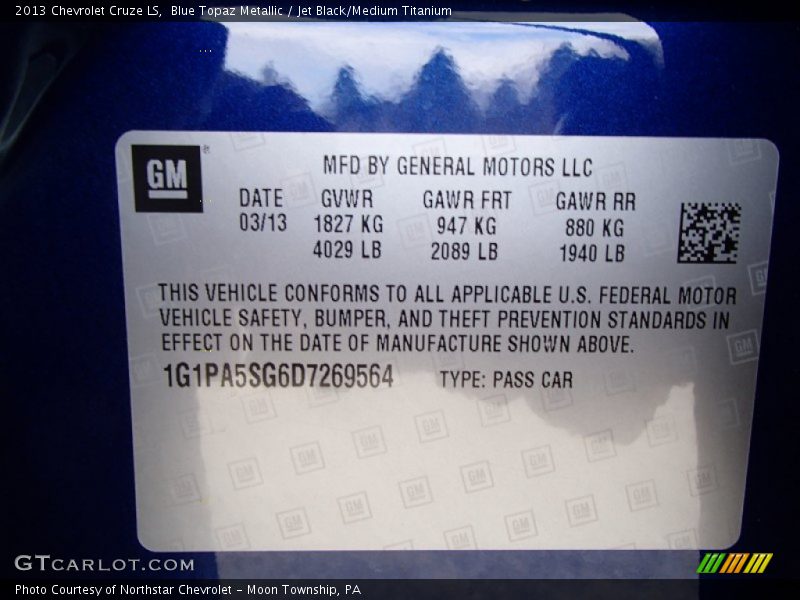 2013 Chevrolet Cruze LS, Blue Topaz Metallic / Jet Black/Medium Titanium
GM
MFD BY GENERAL MOTORS LLC
DATE GVWR GAWR FRT GAWR RR
03/13 1827 KG 947 KG 880 KG
4029 LB 2089 LB 1940 LB
THIS VEHICLE CONFORMS TO ALL APPLICABLE U.S. FEDERAL MOTOR
VEHICLE SAFETY, BUMPER, AND THEFT PREVENTION STANDARDS IN
EFFECT ON THE DATE OF MANUFACTURE SHOWN ABOVE.
1G1PA5SG6D7269564 TYPE: PASS CAR
GTCARLOT.COM
Photo Courtesy of Northstar Chevrolet - Moon Township, PA